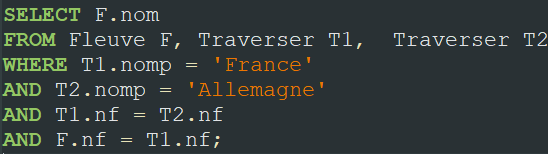 SELECT F.nom
FROM Fleuve F, Traverser T1,  Traverser T2
WHERE T1.nomp = 'France'
AND T2.nomp = 'Allemagne'
AND T1.nf = T2.nf
AND F.nf = T1.nf;